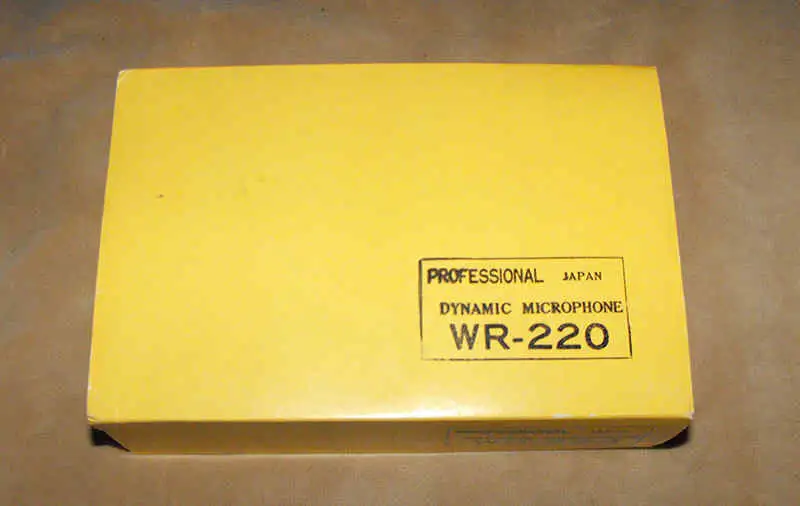 PROFESSIONAL JAPAN
DYNAMIC MICROPHONE
WR-220